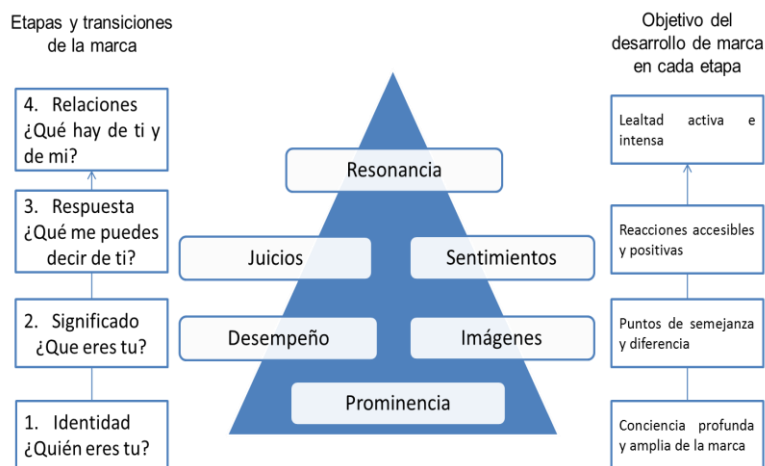 Etapas y transiciones
de la marca
4. Relaciones
¿Qué hay de ti y
de mi?
3. Respuesta
¿Qué me puedes
decir de ti?
2. Significado
¿Que eres tu?
1. Identidad
¿Quién eres tu?
Resonancia
Juicios
Sentimientos
Desempeño
Imágenes
Prominencia
Objetivo del
desarrollo de marca
en cada etapa
Lealtad activa e
intensa
Reacciones accesibles
y positivas
Puntos de semejanza
y diferencia
Conciencia profunda
y amplia de la marca